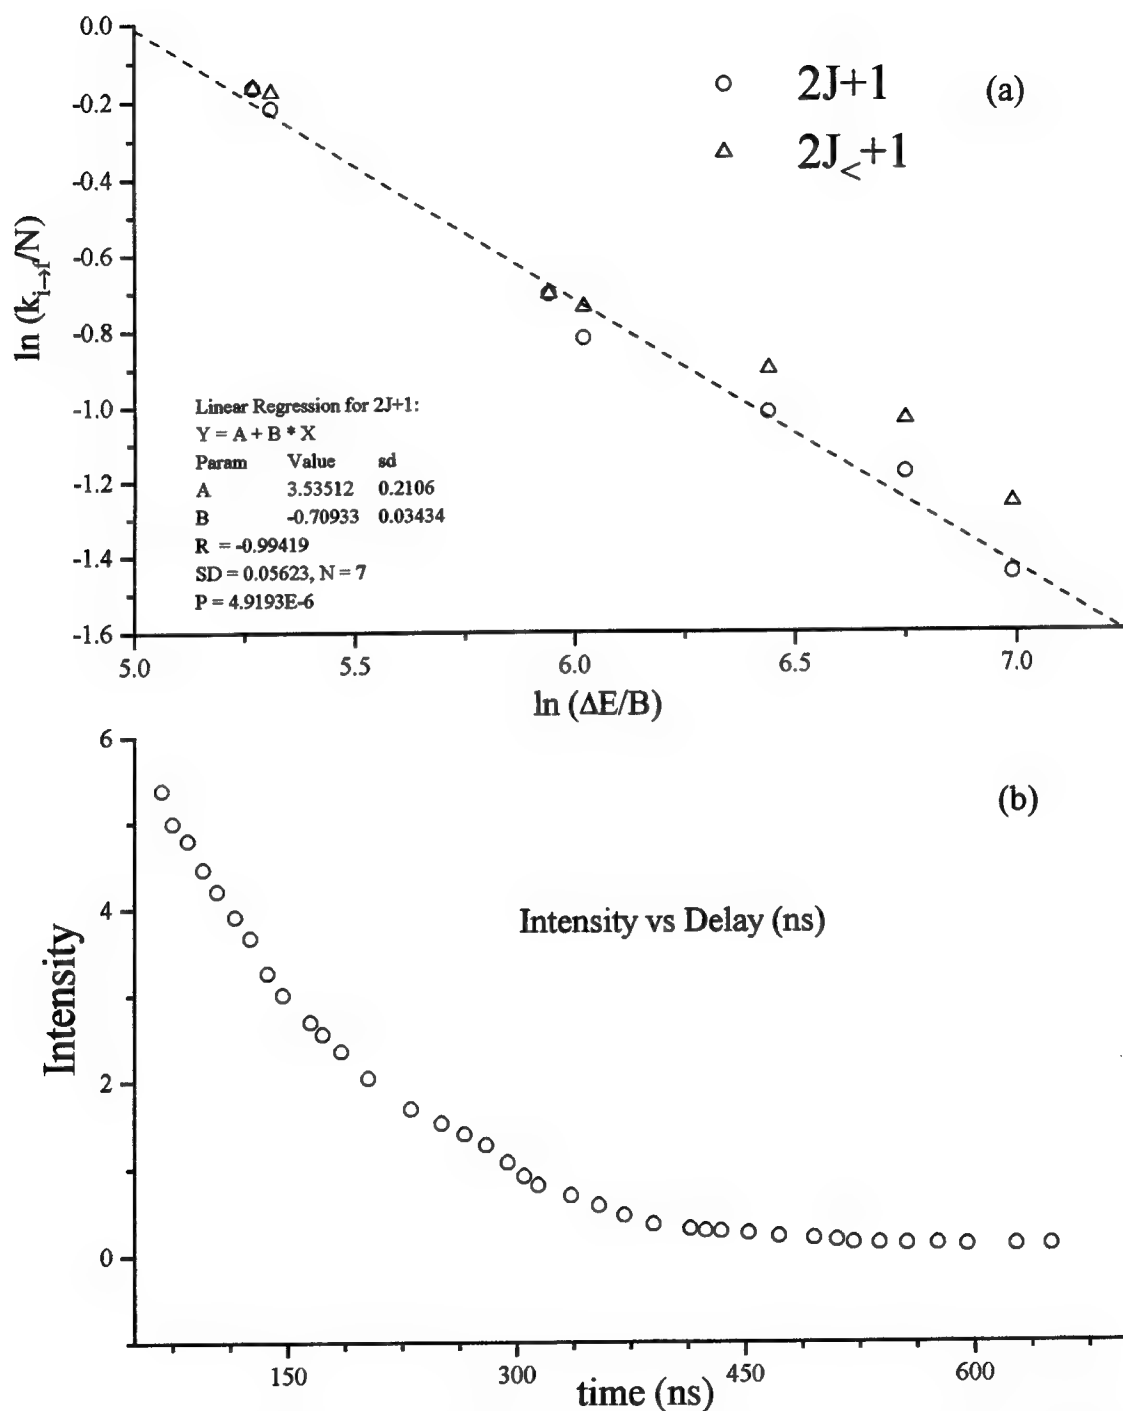 0.0
-0.2
-0.4
-0.6
-0.8
-1.0
-1.2
-1.4
-1.6
ln (k_{i→f}/N)
2J+1
2J_<+1
(a)
Linear Regression for 2J+1:
Y = A + B * X
Param Value sd
A 3.53512 0.2106
B -0.70933 0.03434
R = -0.99419
SD = 0.05623, N = 7
P = 4.9193E-6
5.0 5.5 6.0 6.5 7.0
ln (ΔE/B)
6
4
2
0
Intensity
(b)
Intensity vs Delay (ns)
150 300 450 600
time (ns)